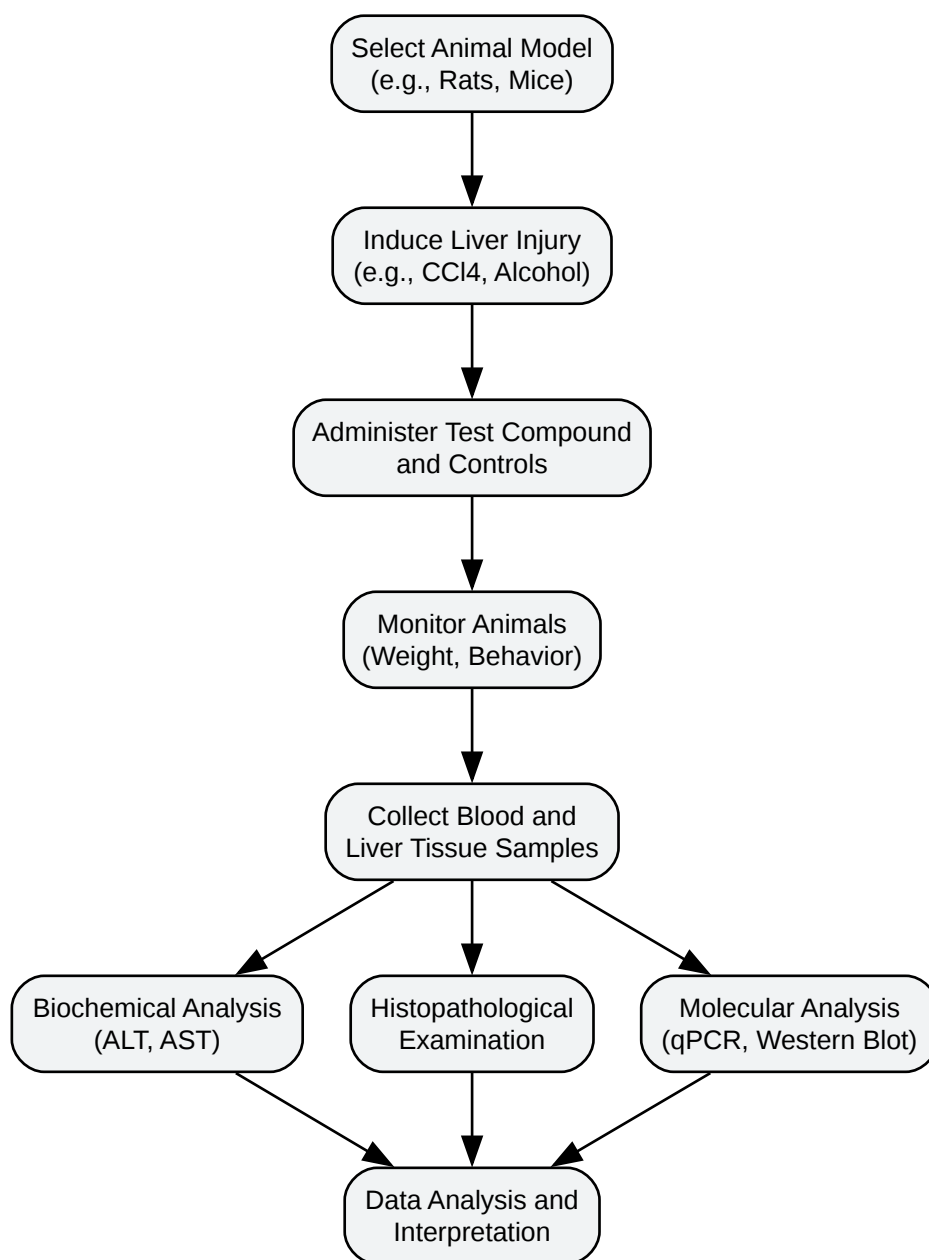 Select Animal Model
(e.g., Rats, Mice)
Induce Liver Injury
(e.g., CCl4, Alcohol)
Administer Test Compound
and Controls
Monitor Animals
(Weight, Behavior)
Collect Blood and
Liver Tissue Samples
Biochemical Analysis
(ALT, AST)
Histopathological
Examination
Molecular Analysis
(qPCR, Western Blot)
Data Analysis and
Interpretation